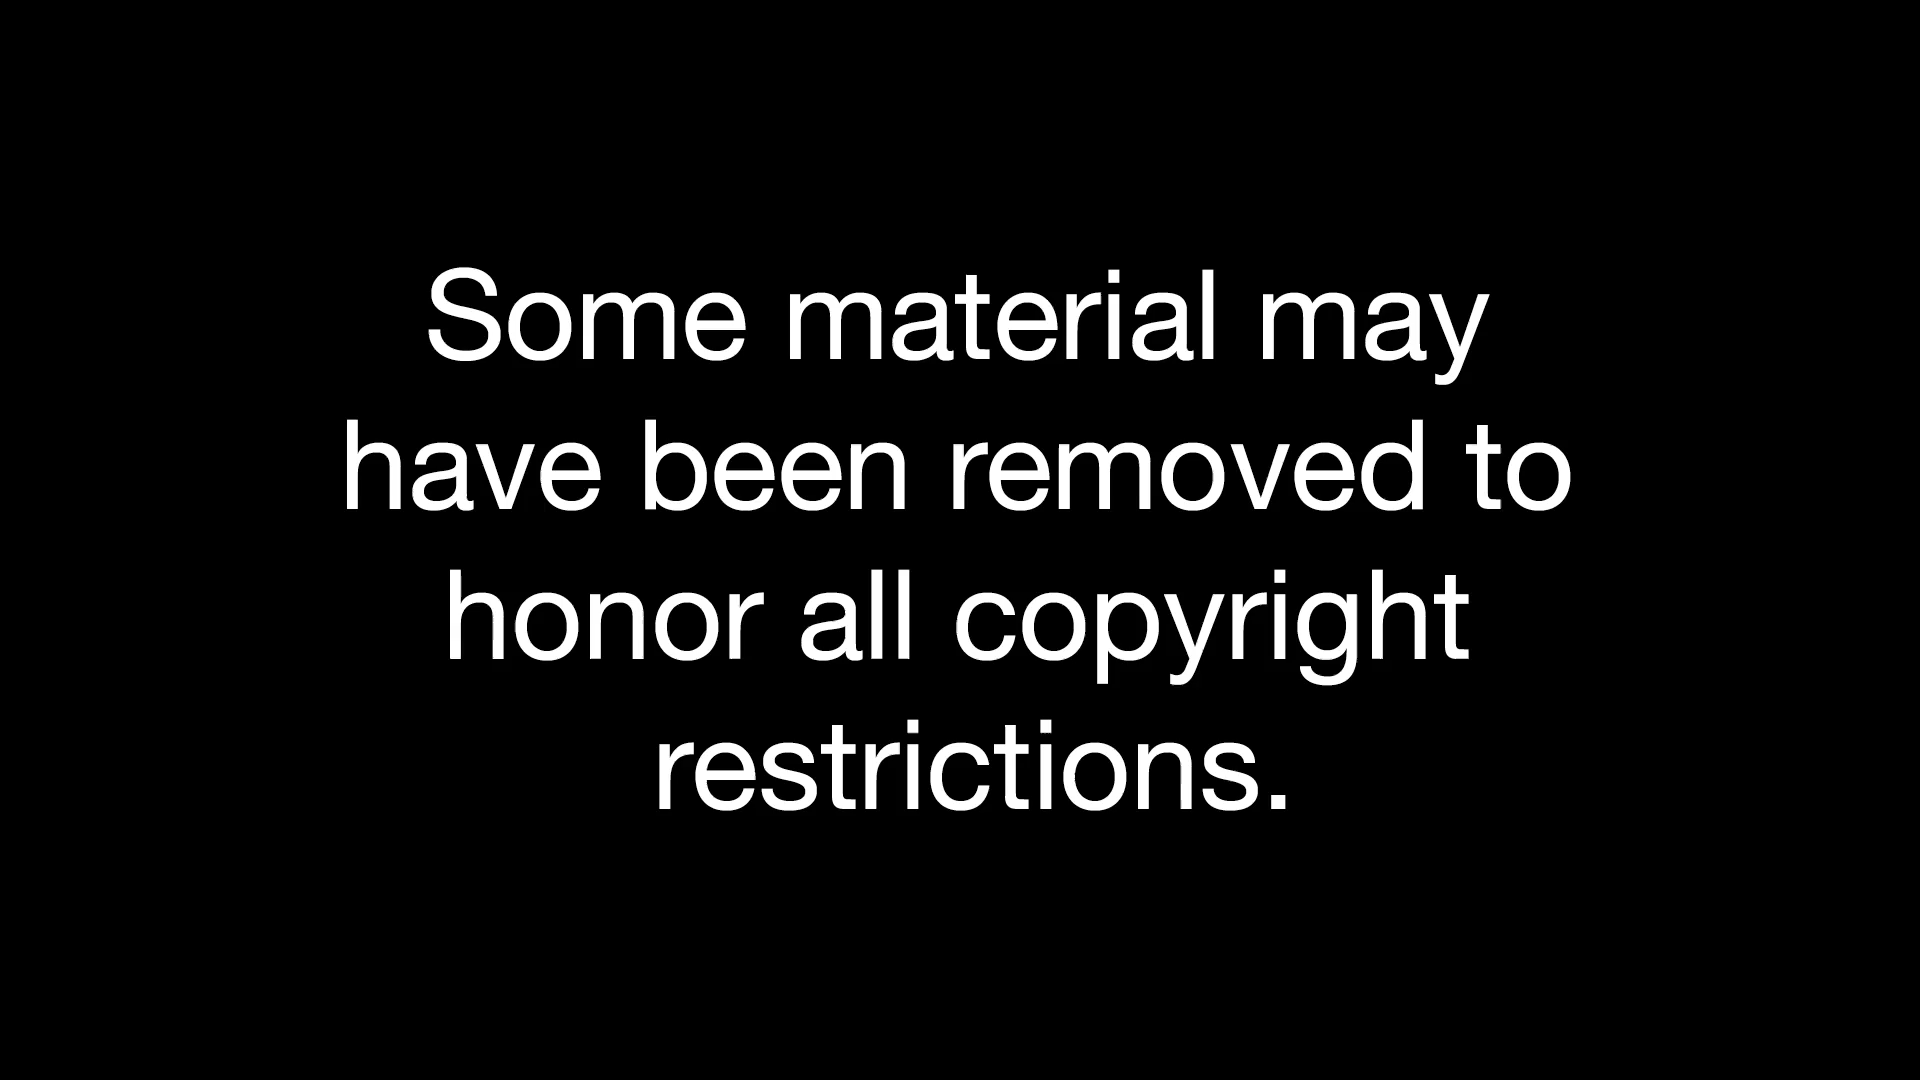 Some material may
have been removed to
honor all copyright
restrictions.